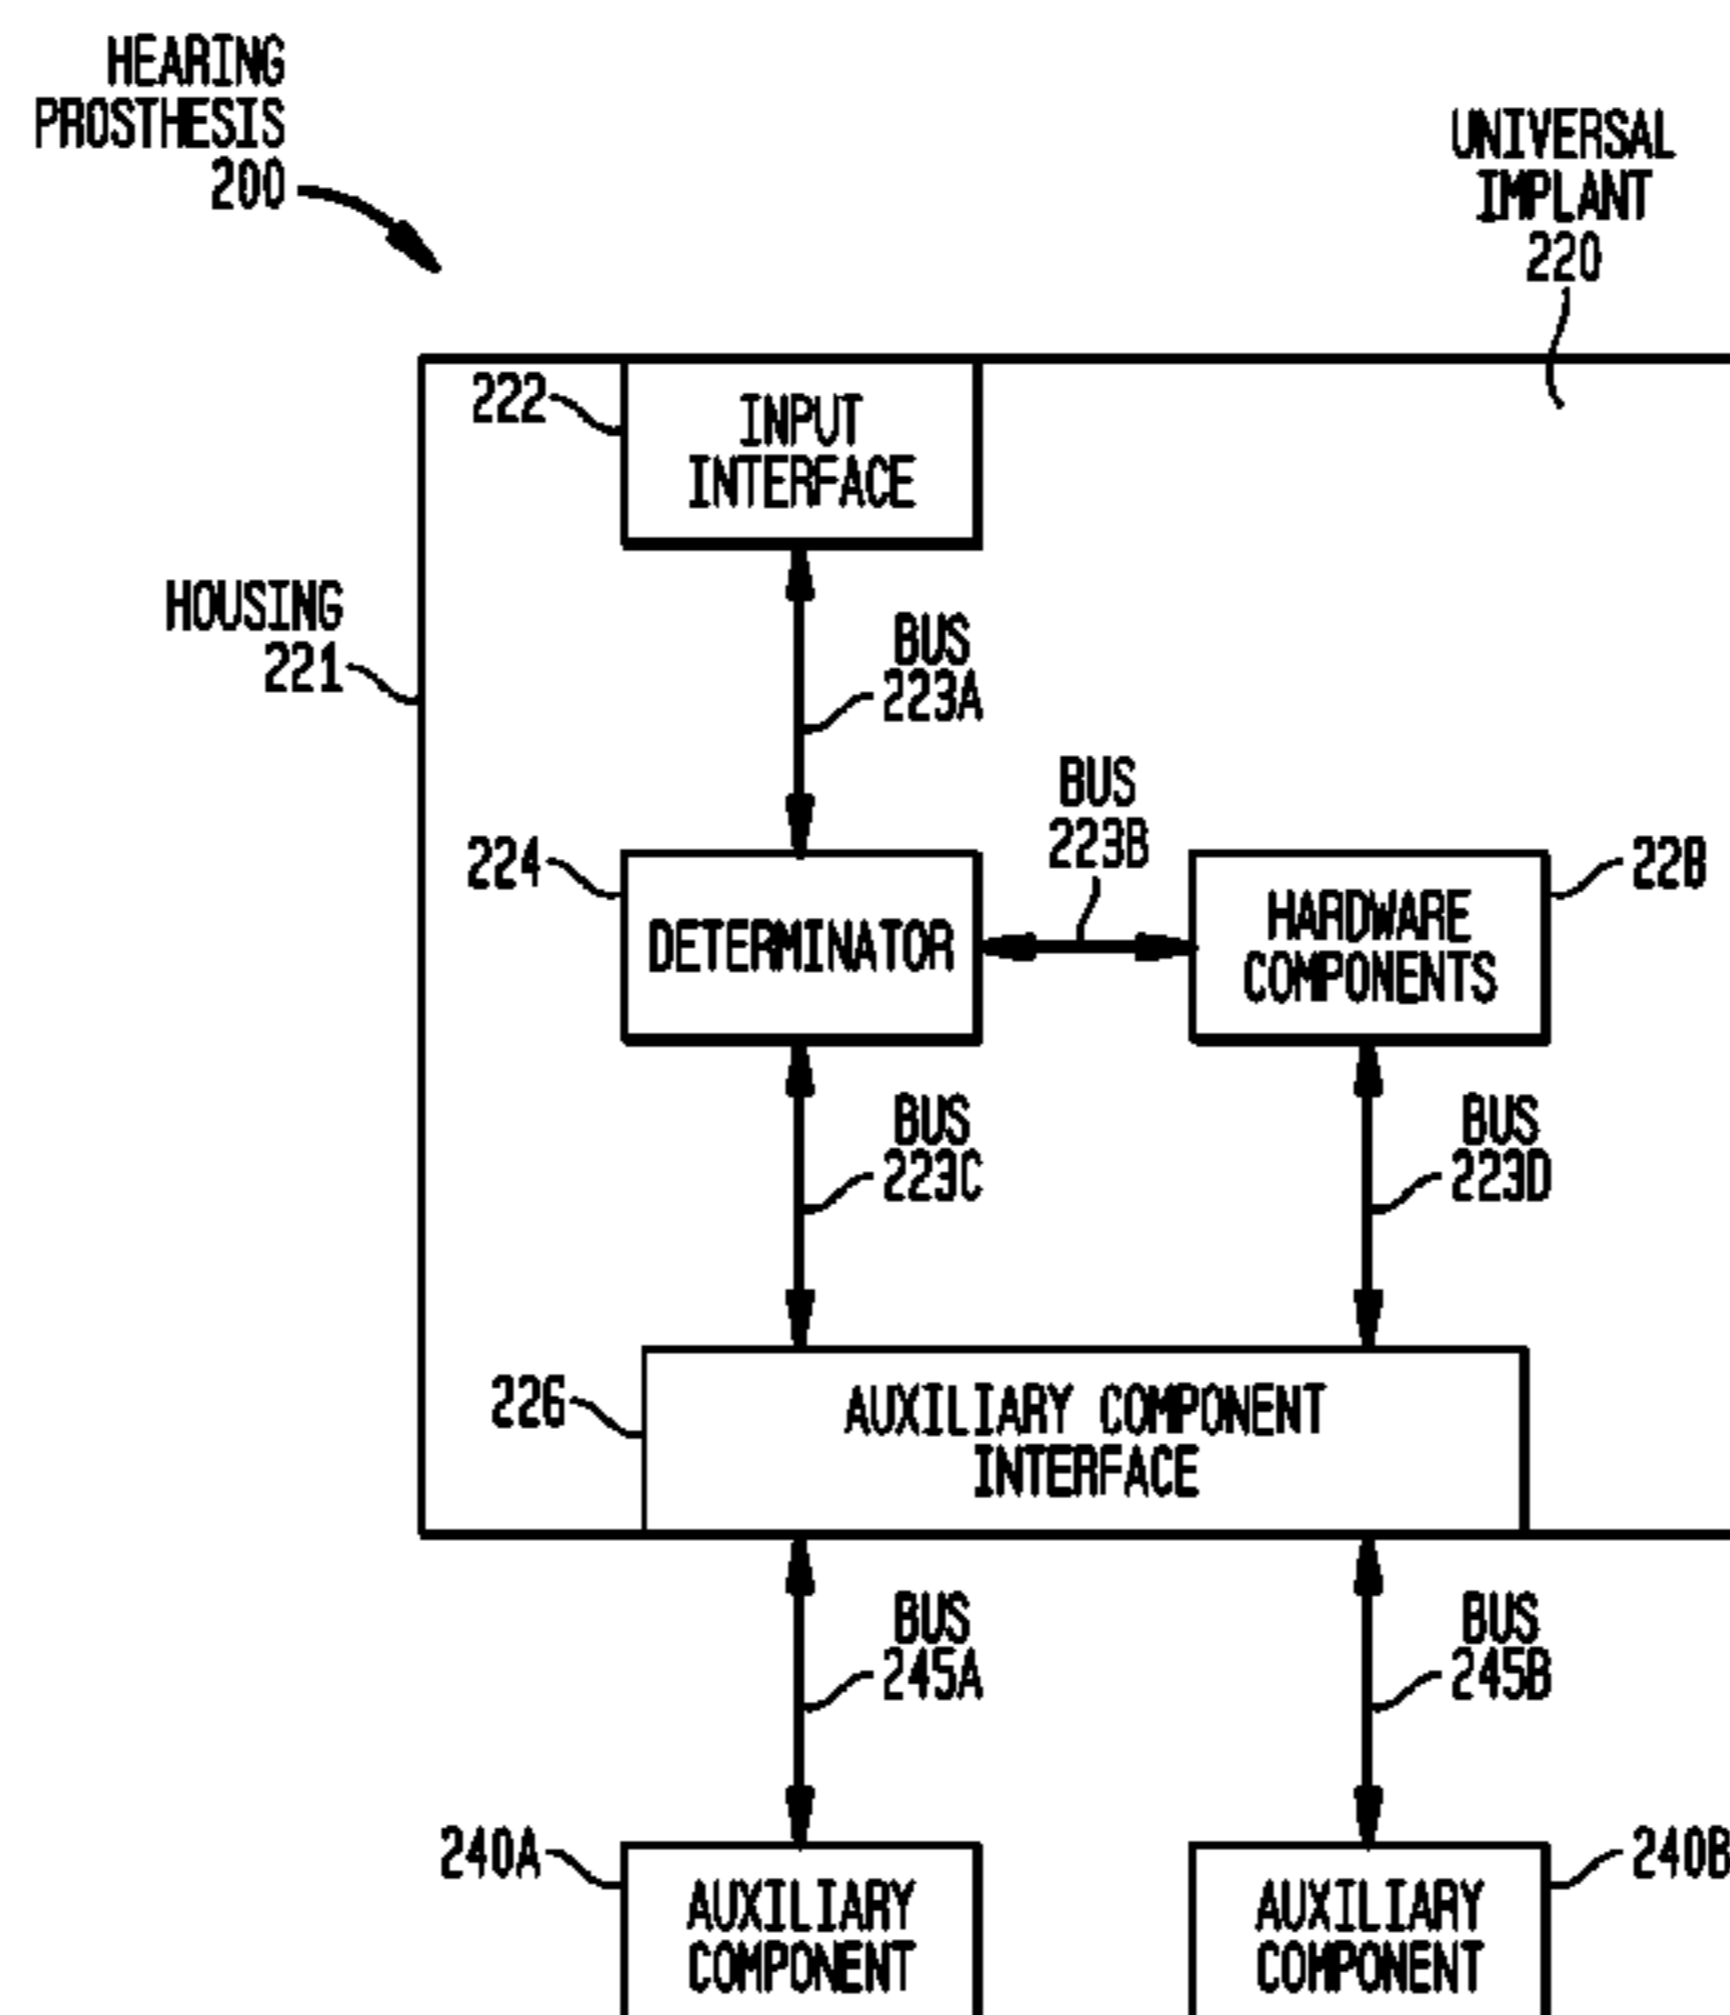 HEARING
PROSTHESIS
200
UNIVERSAL
IMPLANT
220
222
INPUT
INTERFACE
HOUSING
221
BUS
223A
BUS
223B
224
DETERMINATOR
HARDWARE
COMPONENTS
228
BUS
223C
BUS
223D
226
AUXILIARY COMPONENT
INTERFACE
BUS
245A
BUS
245B
240A
AUXILIARY
COMPONENT
AUXILIARY
COMPONENT
240B